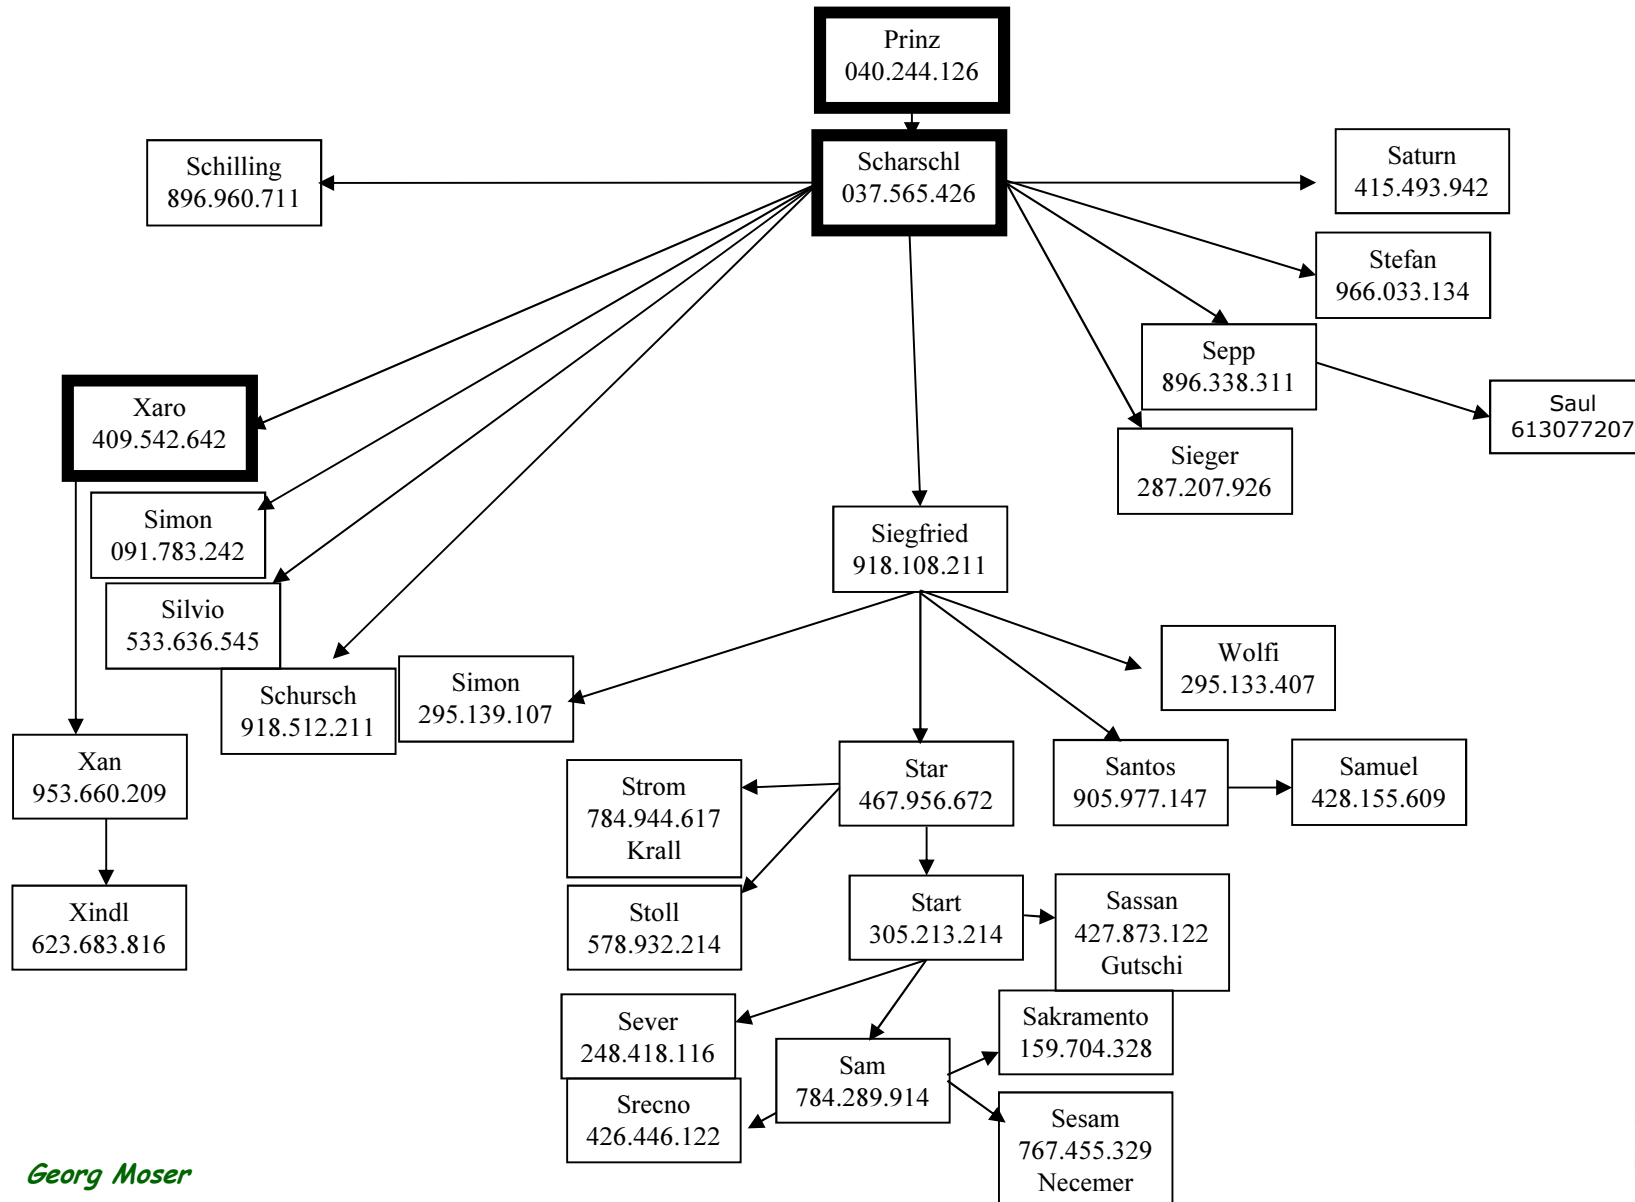 Prinz
040.244.126
Scharschl
037.565.426
Schilling
896.960.711
Saturn
415.493.942
Stefan
966.033.134
Sepp
896.338.311
Saul
613077207
Xaro
409.542.642
Sieger
287.207.926
Simon
091.783.242
Siegfried
918.108.211
Silvio
533.636.545
Schursch
918.512.211
Simon
295.139.107
Wolfi
295.133.407
Xan
953.660.209
Strom
784.944.617
Krall
Star
467.956.672
Santos
905.977.147
Samuel
428.155.609
Xindl
623.683.816
Stoll
578.932.214
Start
305.213.214
Sassan
427.873.122
Gutschi
Sever
248.418.116
Sakramento
159.704.328
Sam
784.289.914
Srecno
426.446.122
Sesam
767.455.329
Necemer
Georg Moser